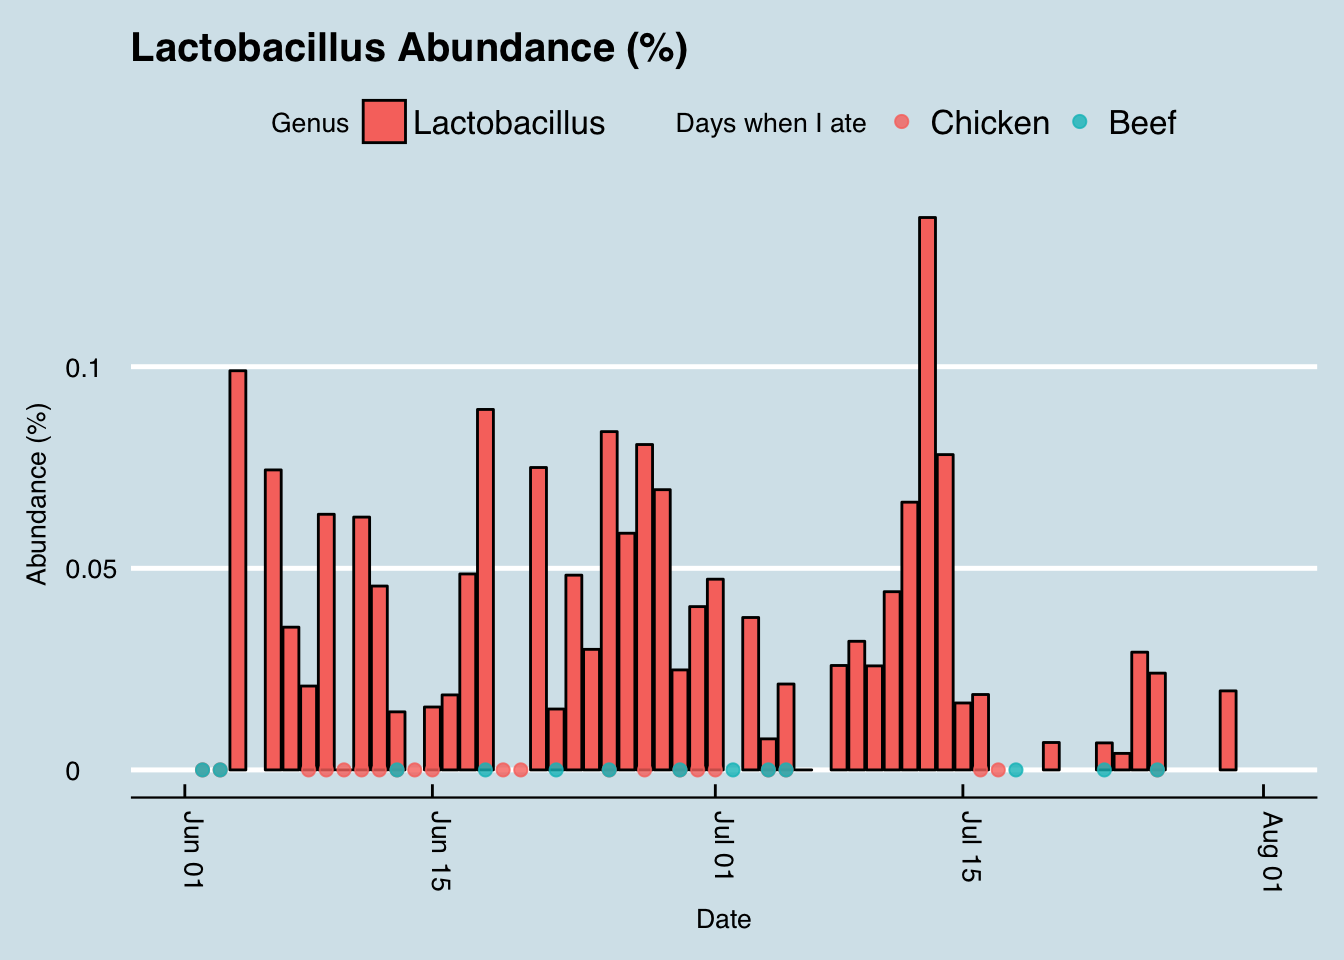 Lactobacillus Abundance (%)
Genus Lactobacillus Days when I ate Chicken Beef
Abundance (%)
0.1
0.05
0
Jun 01 Jun 15 Jul 01 Jul 15 Aug 01
Date